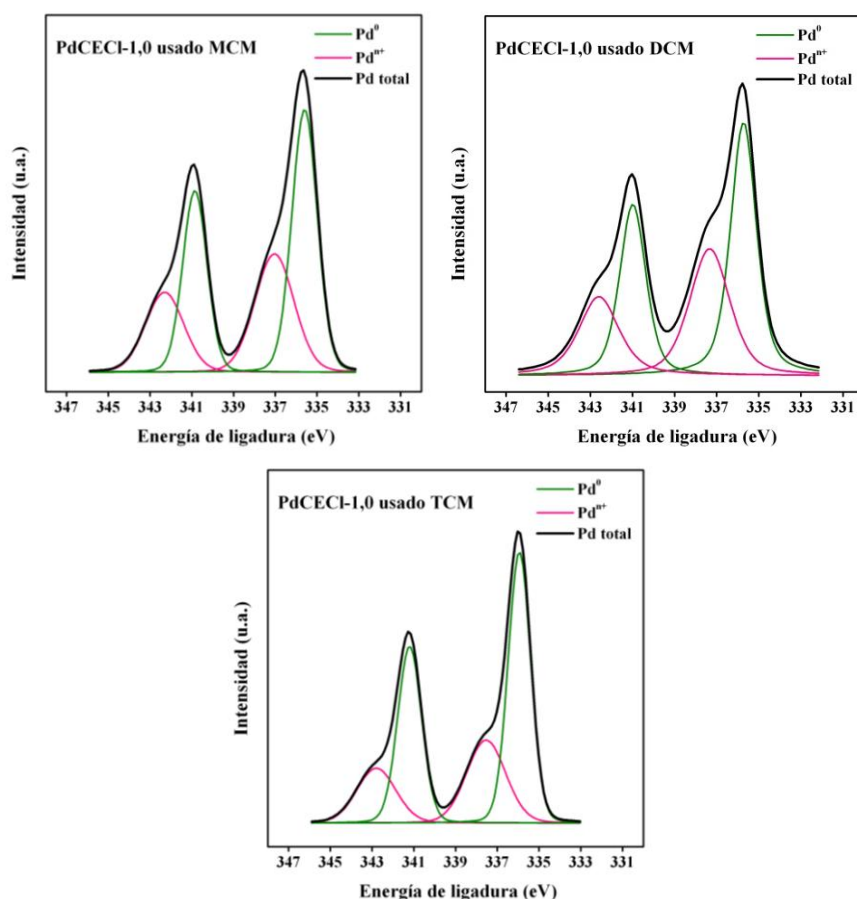 PdCECl-1,0 usado MCM
Pd⁰
Pdⁿ⁺
Pd total
Intensidad (u.a.)
347 345 343 341 339 337 335 333 331
Energía de ligadura (eV)
PdCECl-1,0 usado DCM
Pd⁰
Pdⁿ⁺
Pd total
Intensidad (u.a.)
347 345 343 341 339 337 335 333 331
Energía de ligadura (eV)
PdCECl-1,0 usado TCM
Pd⁰
Pdⁿ⁺
Pd total
Intensidad (u.a.)
347 345 343 341 339 337 335 333 331
Energía de ligadura (eV)